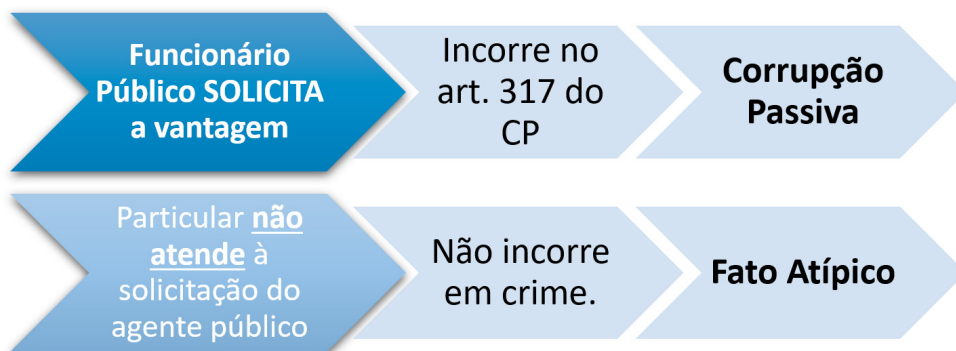 Funcionário
Público SOLICITA
a vantagem
Incorre no
art. 317 do
CP
Corrupção
Passiva
Particular não
atende à
solicitação do
agente público
Não incorre
em crime.
Fato Atípico